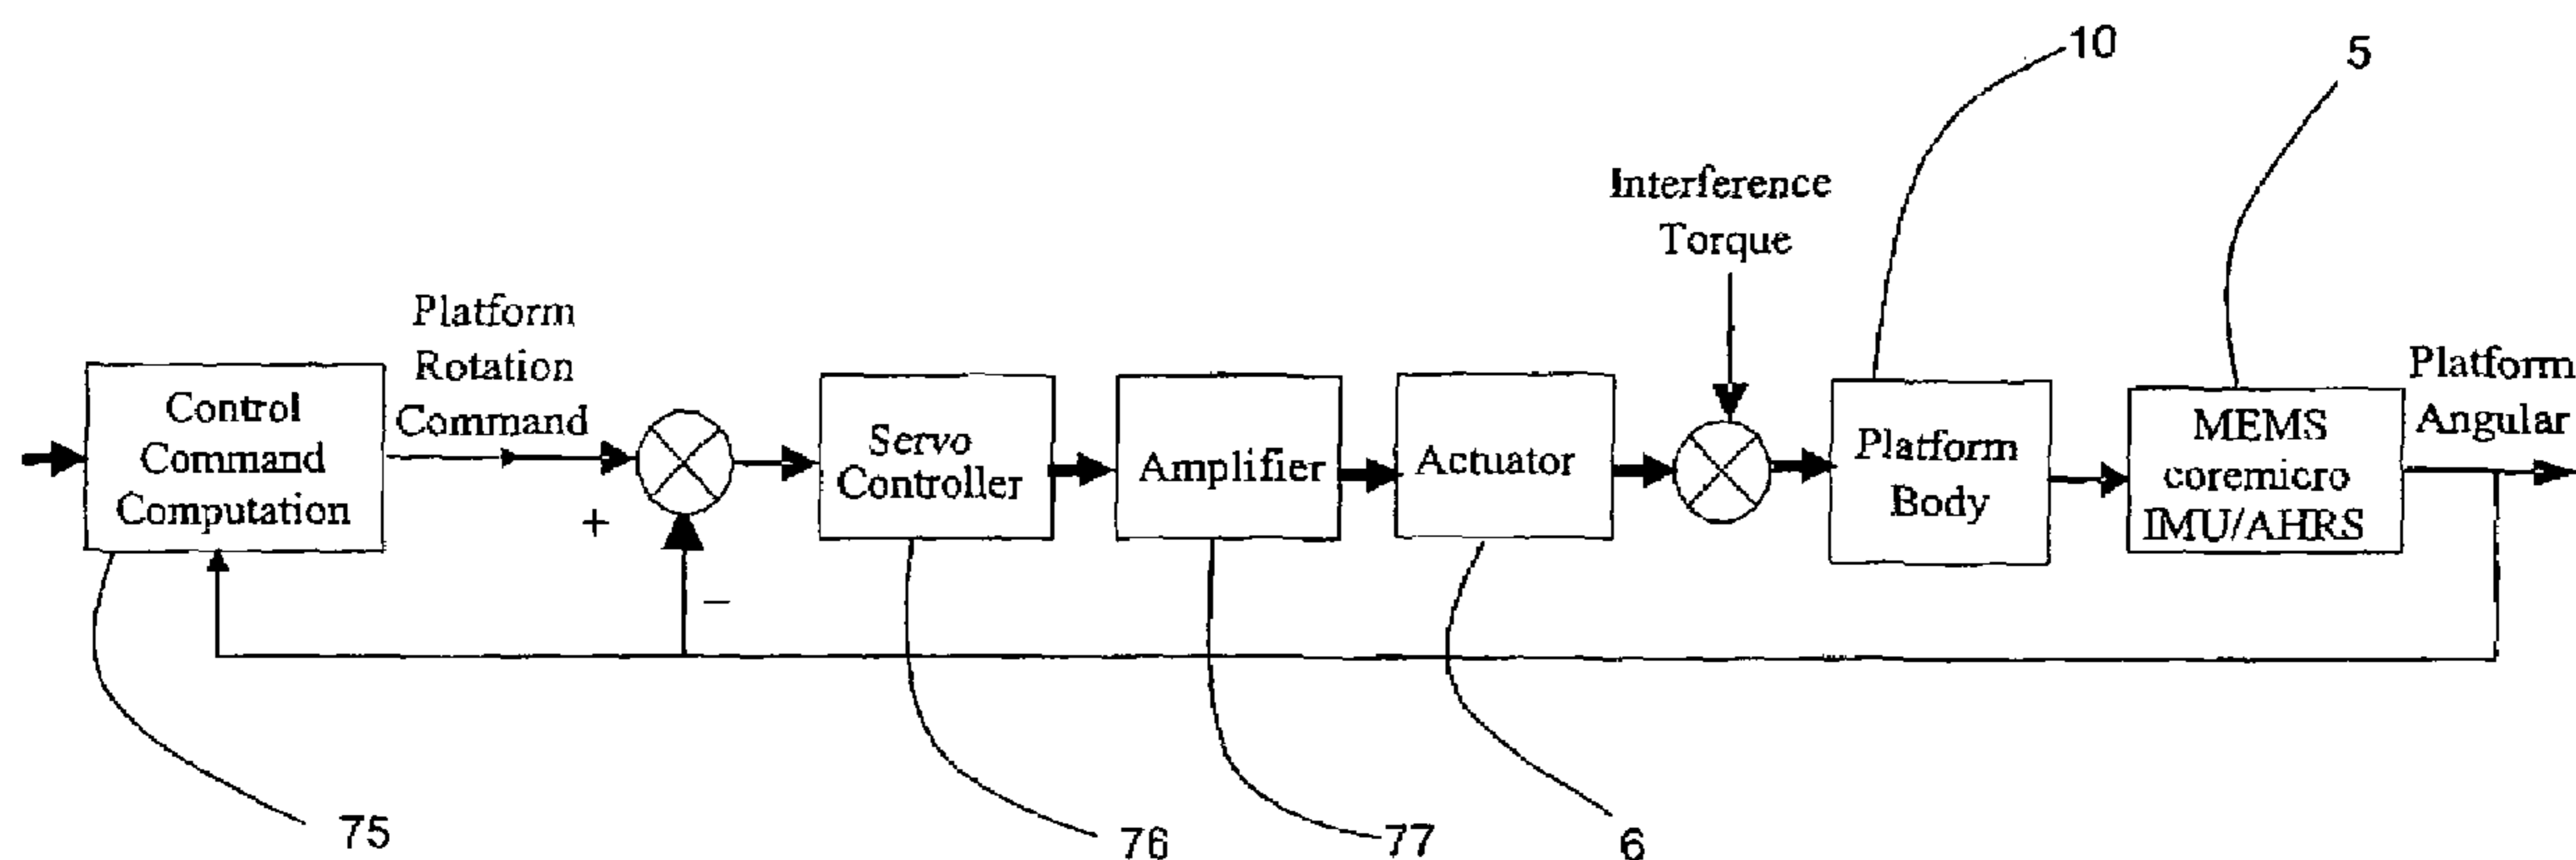 10
5
Interference
Torque
Platform
Rotation
Command
Platform
Angular
Control
Command
Computation
+
−
Servo
Controller
Amplifier
Actuator
Platform
Body
MEMS
coremicro
IMU/AHRS
75
76
77
6